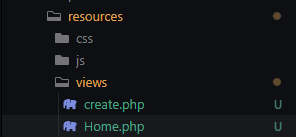 resources
css
js
views
create.php U
Home.php U